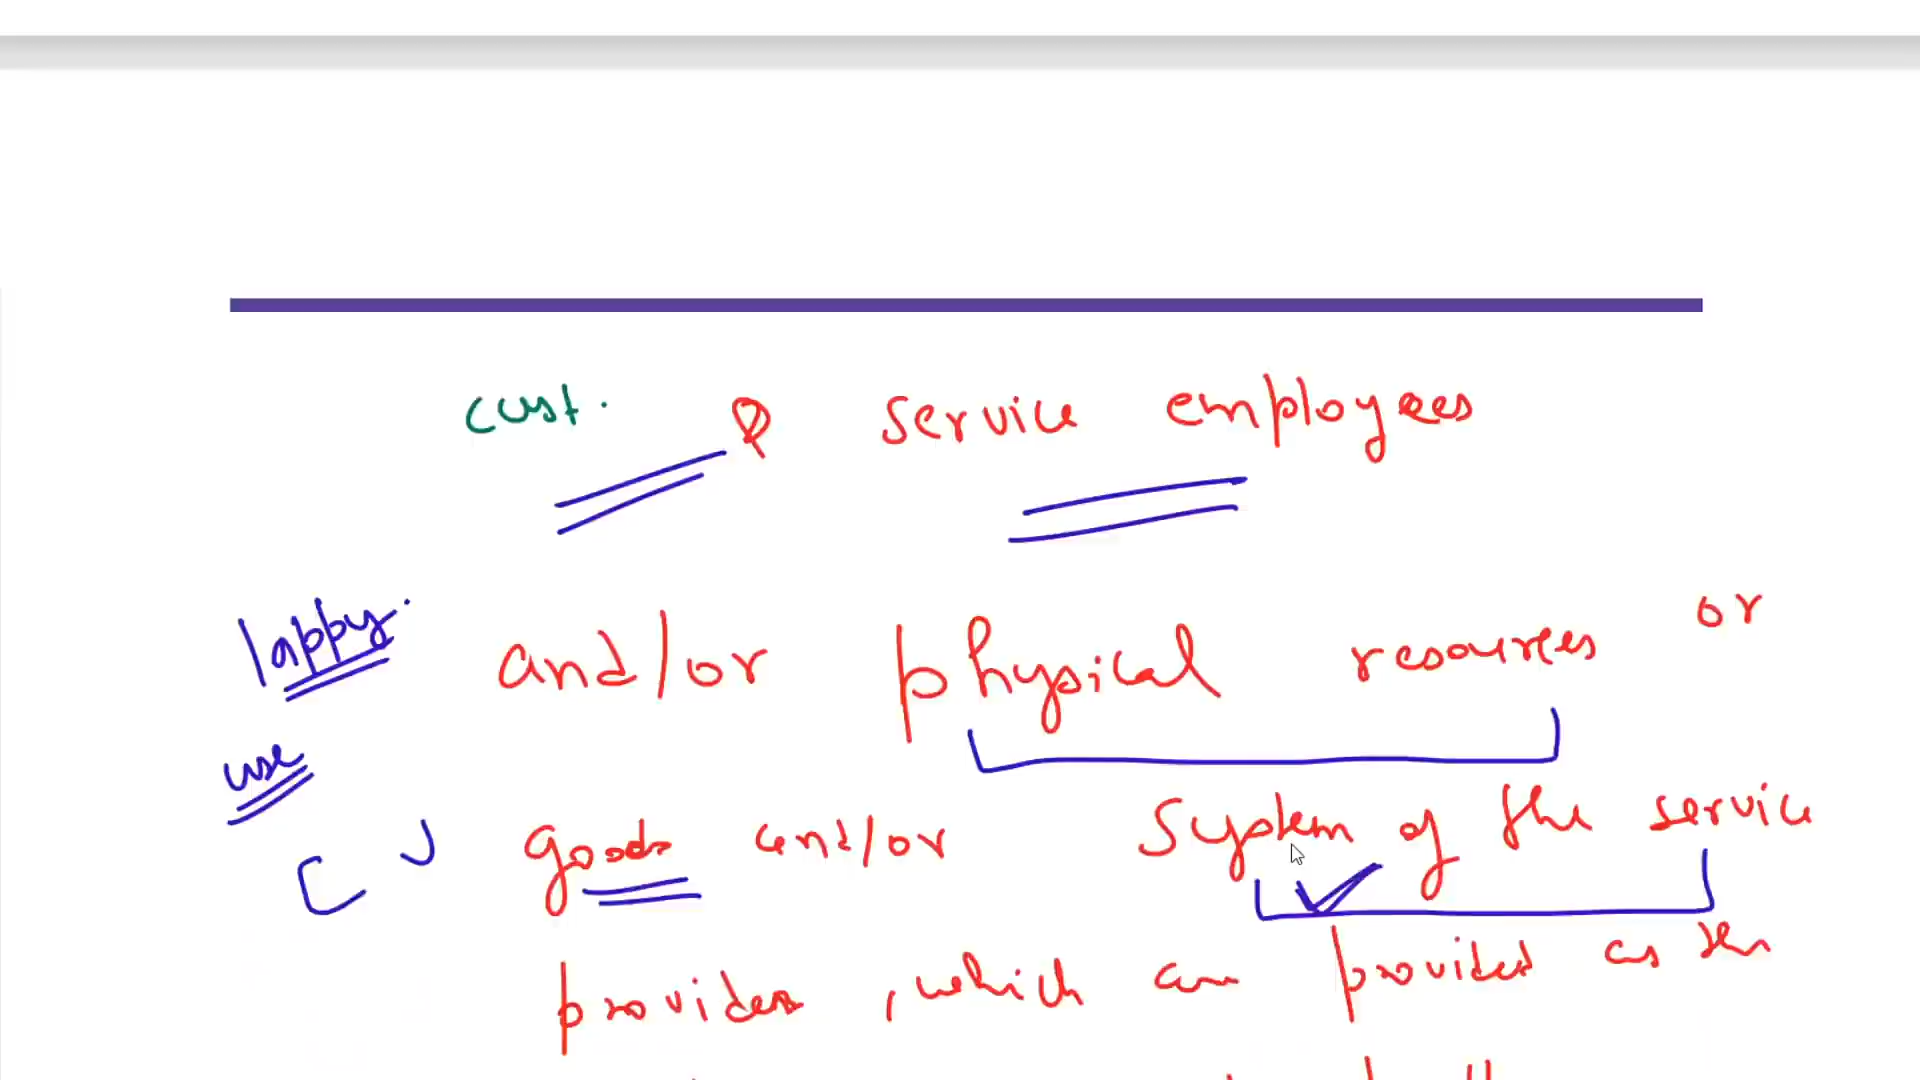 cust. & service employees
lappy. and/or physical resources or
use
goods and/or system of the service
provider, which are provided as